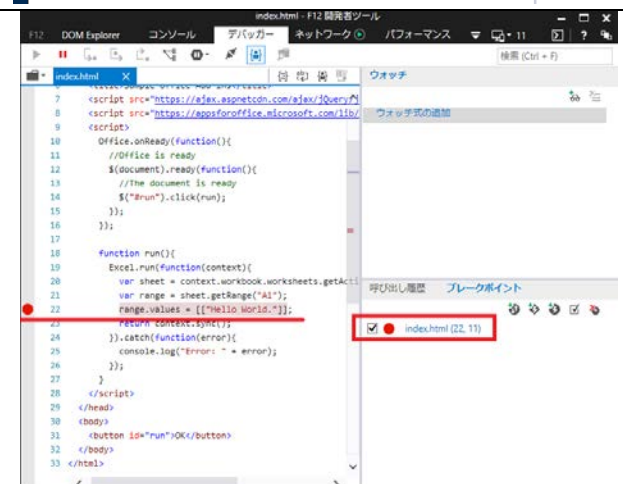 index.html - F12 開発者ツール
F12 DOM Explorer コンソール デバッガー ネットワーク パフォーマンス 11 ?
検索 (Ctrl + F)
index.html X
ウォッチ
ウォッチ式の追加
7 <script src="https://ajax.aspnetcdn.com/ajax/jQuery/
8 <script src="https://appsforoffice.microsoft.com/lib/
9 <script>
10 Office.onReady(function(){
11 //Office is ready
12 $(document).ready(function(){
13 //The document is ready
14 $("#run").click(run);
15 });
16 });
17
18 function run(){
19 Excel.run(function(context){
20 var sheet = context.workbook.worksheets.getActi
21 var range = sheet.getRange("A1");
22 range.values = [["Hello World."]];
23 return context.sync();
24 }).catch(function(error){
25 console.log("Error: " + error);
26 });
27 }
28 </script>
29 </head>
30 <body>
31 <button id="run">OK</button>
32 </body>
33 </html>
呼び出し履歴 ブレークポイント
index.html (22, 11)